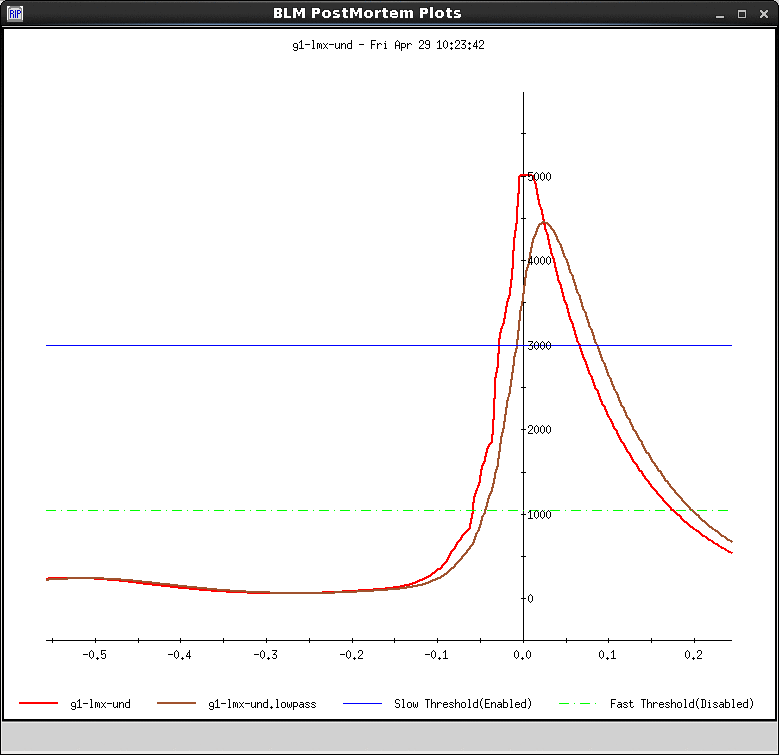 RIP BLM PostMortem Plots
g1-lmx-und - Fri Apr 29 10:23:42
5000
4000
3000
2000
1000
0
-0.5 -0.4 -0.3 -0.2 -0.1 0.0 0.1 0.2
g1-lmx-und g1-lmx-und.lowpass Slow Threshold(Enabled) Fast Threshold(Disabled)